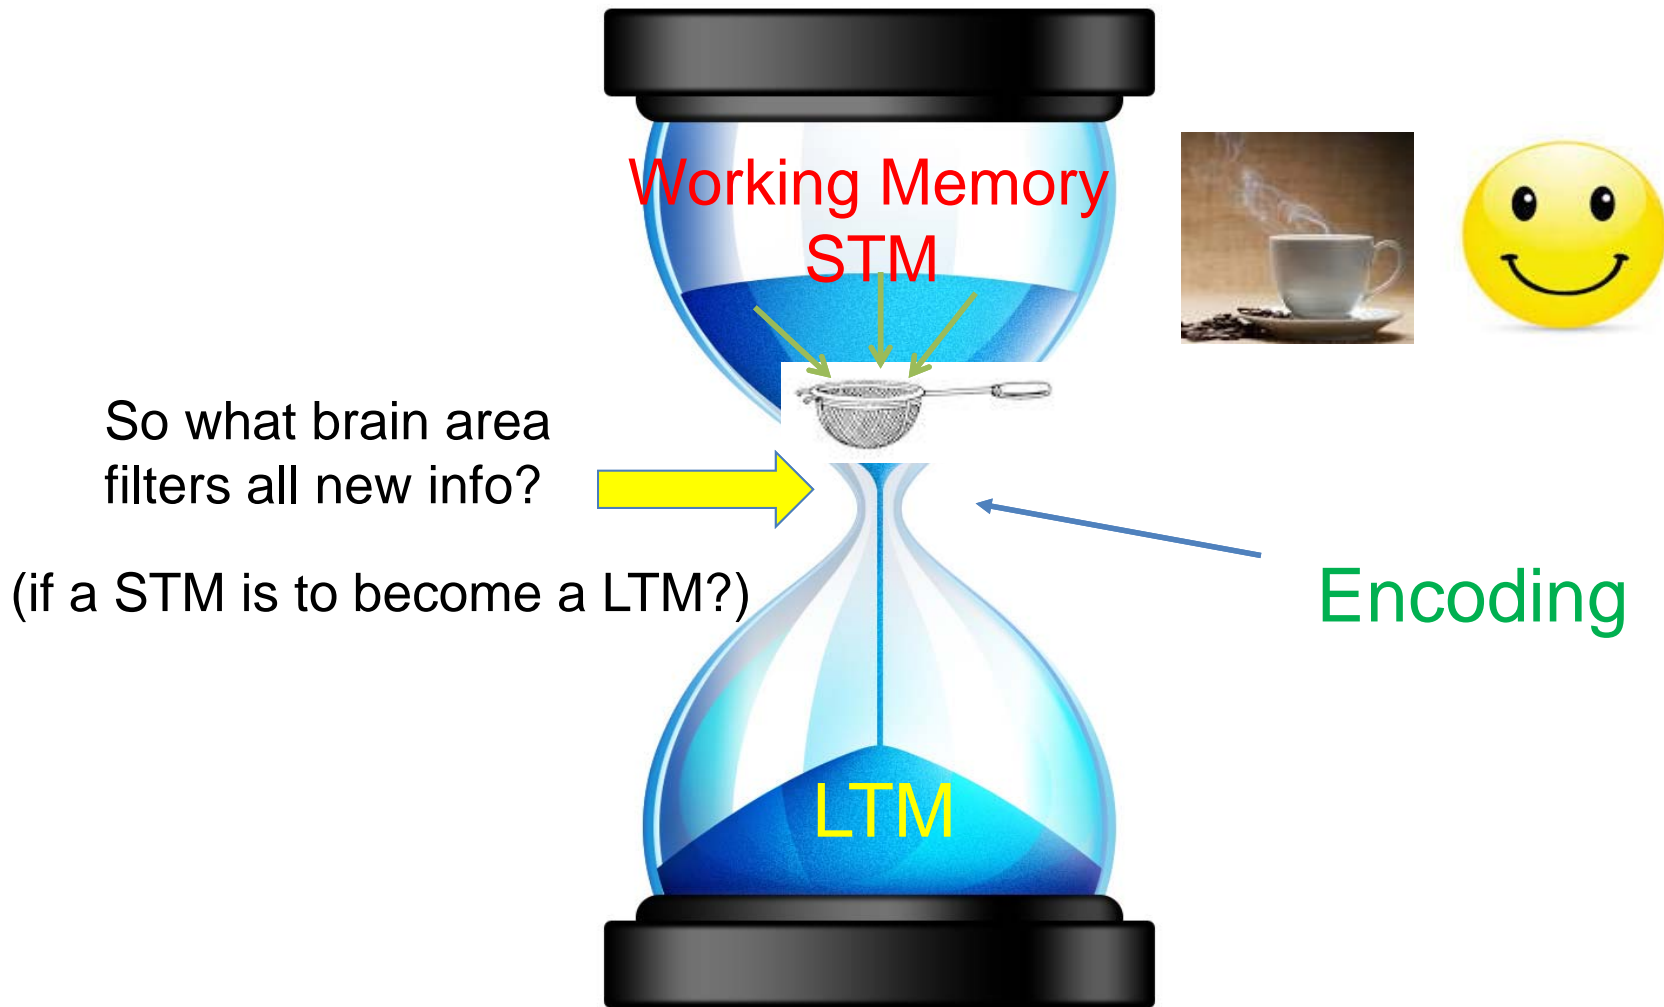 Working Memory
STM
So what brain area
filters all new info?
(if a STM is to become a LTM?)
Encoding
LTM